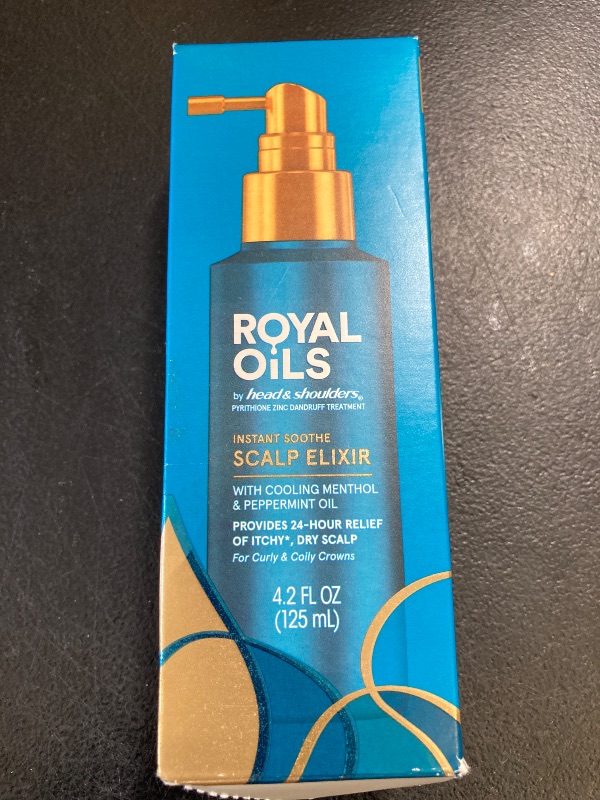 ROYAL
OiLS
by head & shoulders®
PYRITHIONE ZINC DANDRUFF TREATMENT
INSTANT SOOTHE
SCALP ELIXIR
WITH COOLING MENTHOL
& PEPPERMINT OIL
PROVIDES 24-HOUR RELIEF
OF ITCHY*, DRY SCALP
For Curly & Coily Crowns
4.2 FL OZ
(125 mL)